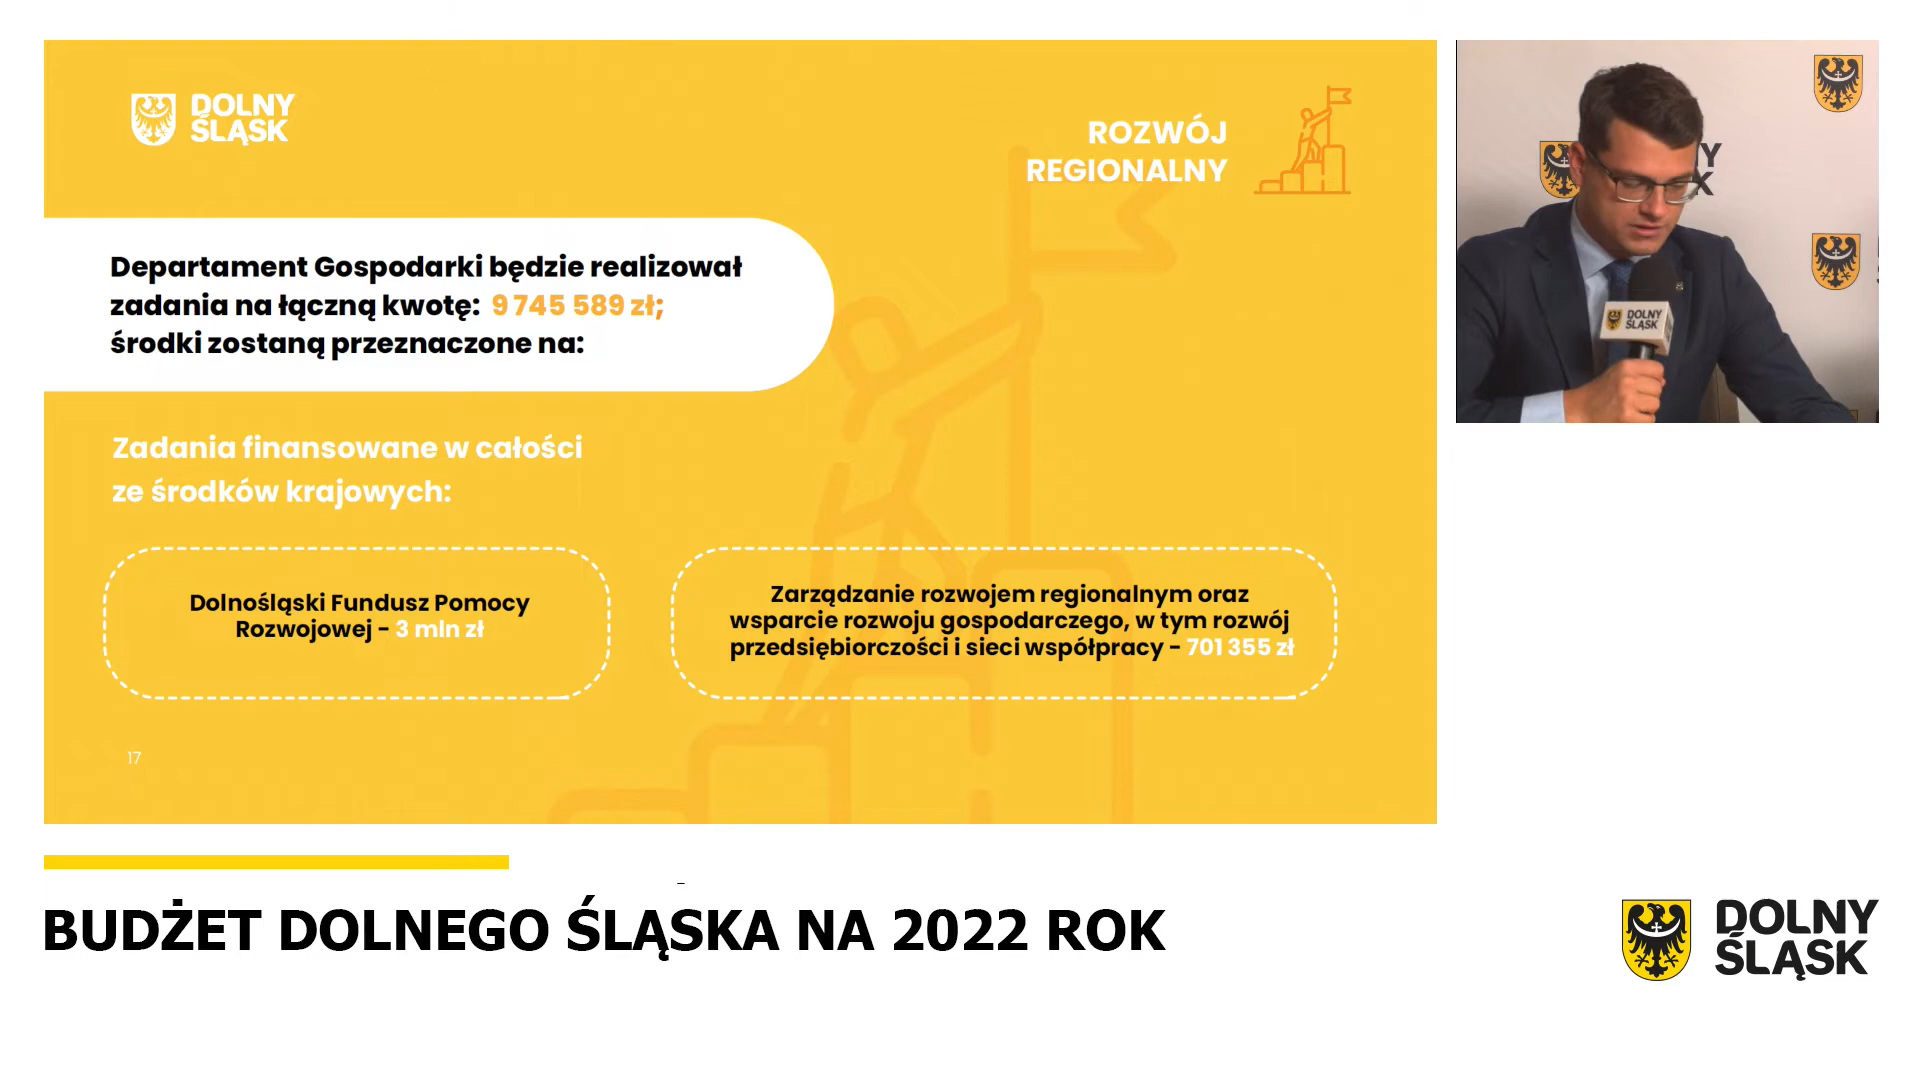 DOLNY
ŚLĄSK
ROZWÓJ
REGIONALNY
Departament Gospodarki będzie realizował
zadania na łączną kwotę: 9 745 589 zł;
środki zostaną przeznaczone na:
Zadania finansowane w całości
ze środków krajowych:
Dolnośląski Fundusz Pomocy
Rozwojowej - 3 mln zł
Zarządzanie rozwojem regionalnym oraz
wsparcie rozwoju gospodarczego, w tym rozwój
przedsiębiorczości i sieci współpracy - 701 355 zł
17
Y
K
DOLNY
ŚLĄSK
BUDŻET DOLNEGO ŚLĄSKA NA 2022 ROK
DOLNY
ŚLĄSK